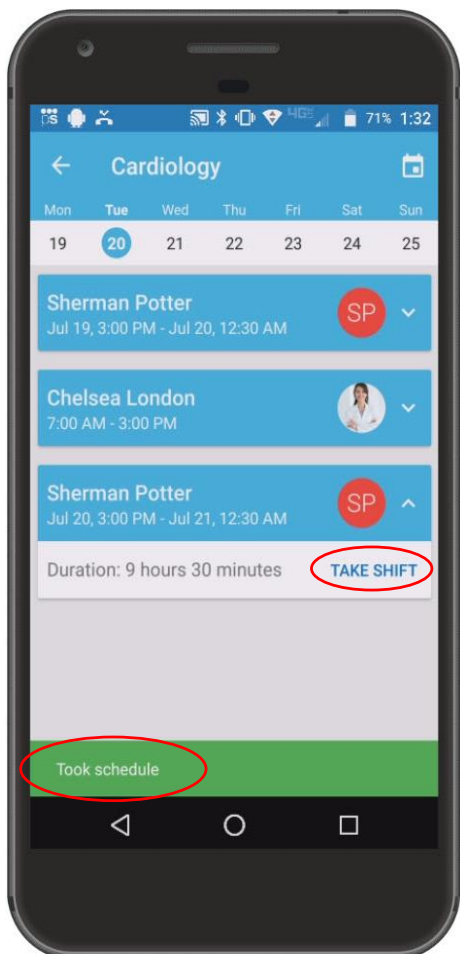 71% 1:32
Cardiology
Mon Tue Wed Thu Fri Sat Sun
19 20 21 22 23 24 25
Sherman Potter
Jul 19, 3:00 PM - Jul 20, 12:30 AM
SP
Chelsea London
7:00 AM - 3:00 PM
Sherman Potter
Jul 20, 3:00 PM - Jul 21, 12:30 AM
SP
Duration: 9 hours 30 minutes TAKE SHIFT
Took schedule